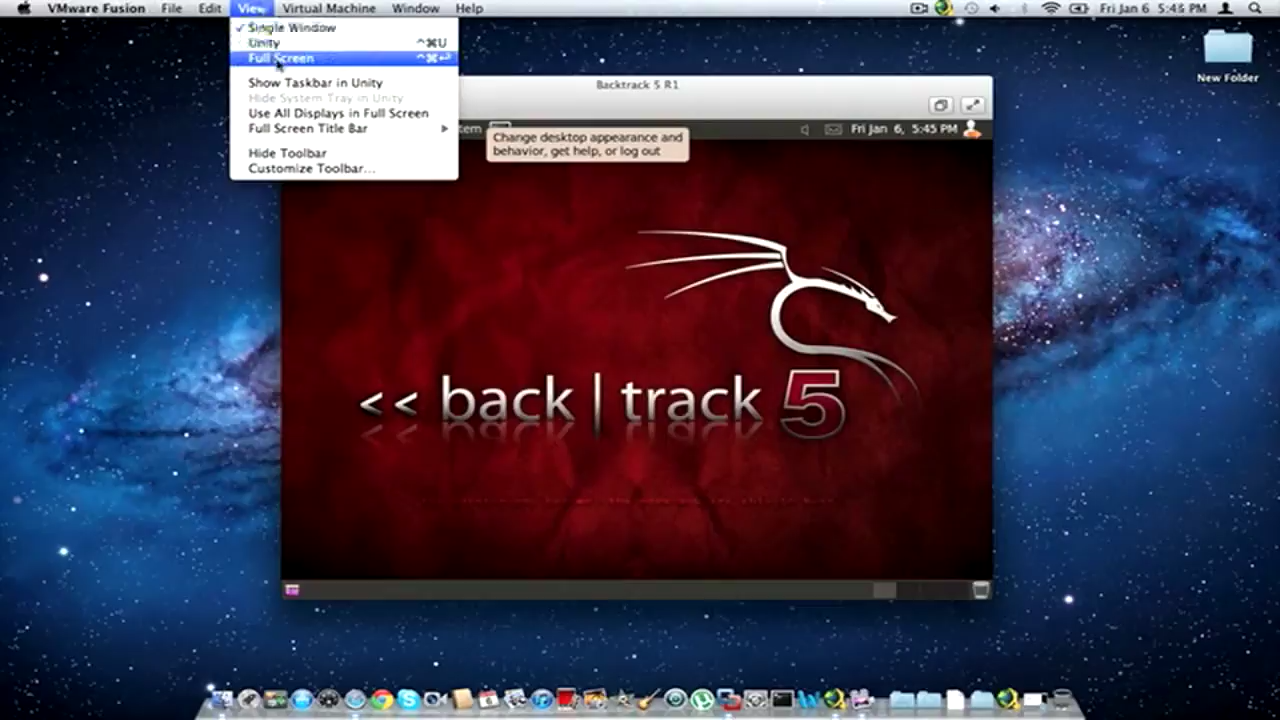 VMware Fusion File Edit View Virtual Machine Window Help Fri Jan 6 5:45 PM
✓ Single Window
Unity ^⌘U
Full Screen ^⌘↩
Show Taskbar in Unity
Hide System Tray in Unity
Use All Displays in Full Screen
Full Screen Title Bar
Hide Toolbar
Customize Toolbar...
New Folder
Backtrack 5 R1
tem Fri Jan 6, 5:45 PM
Change desktop appearance and
behavior, get help, or log out
<< back | track 5